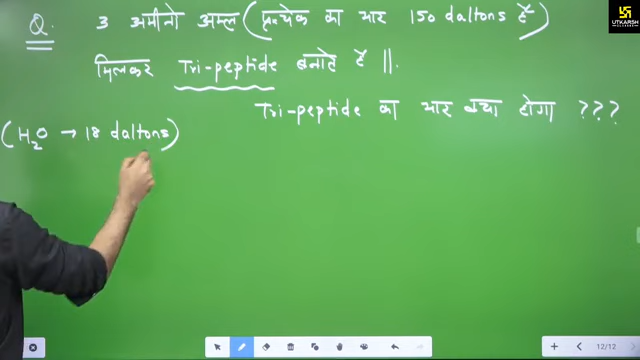 Q. 3 अमीनो अम्ल (प्रत्येक का भार 150 daltons है)
मिलकर Tri-peptide बनाते हैं ||.
Tri-peptide का भार क्या होगा ???
(H₂O → 18 daltons)
UTKARSH
12/12